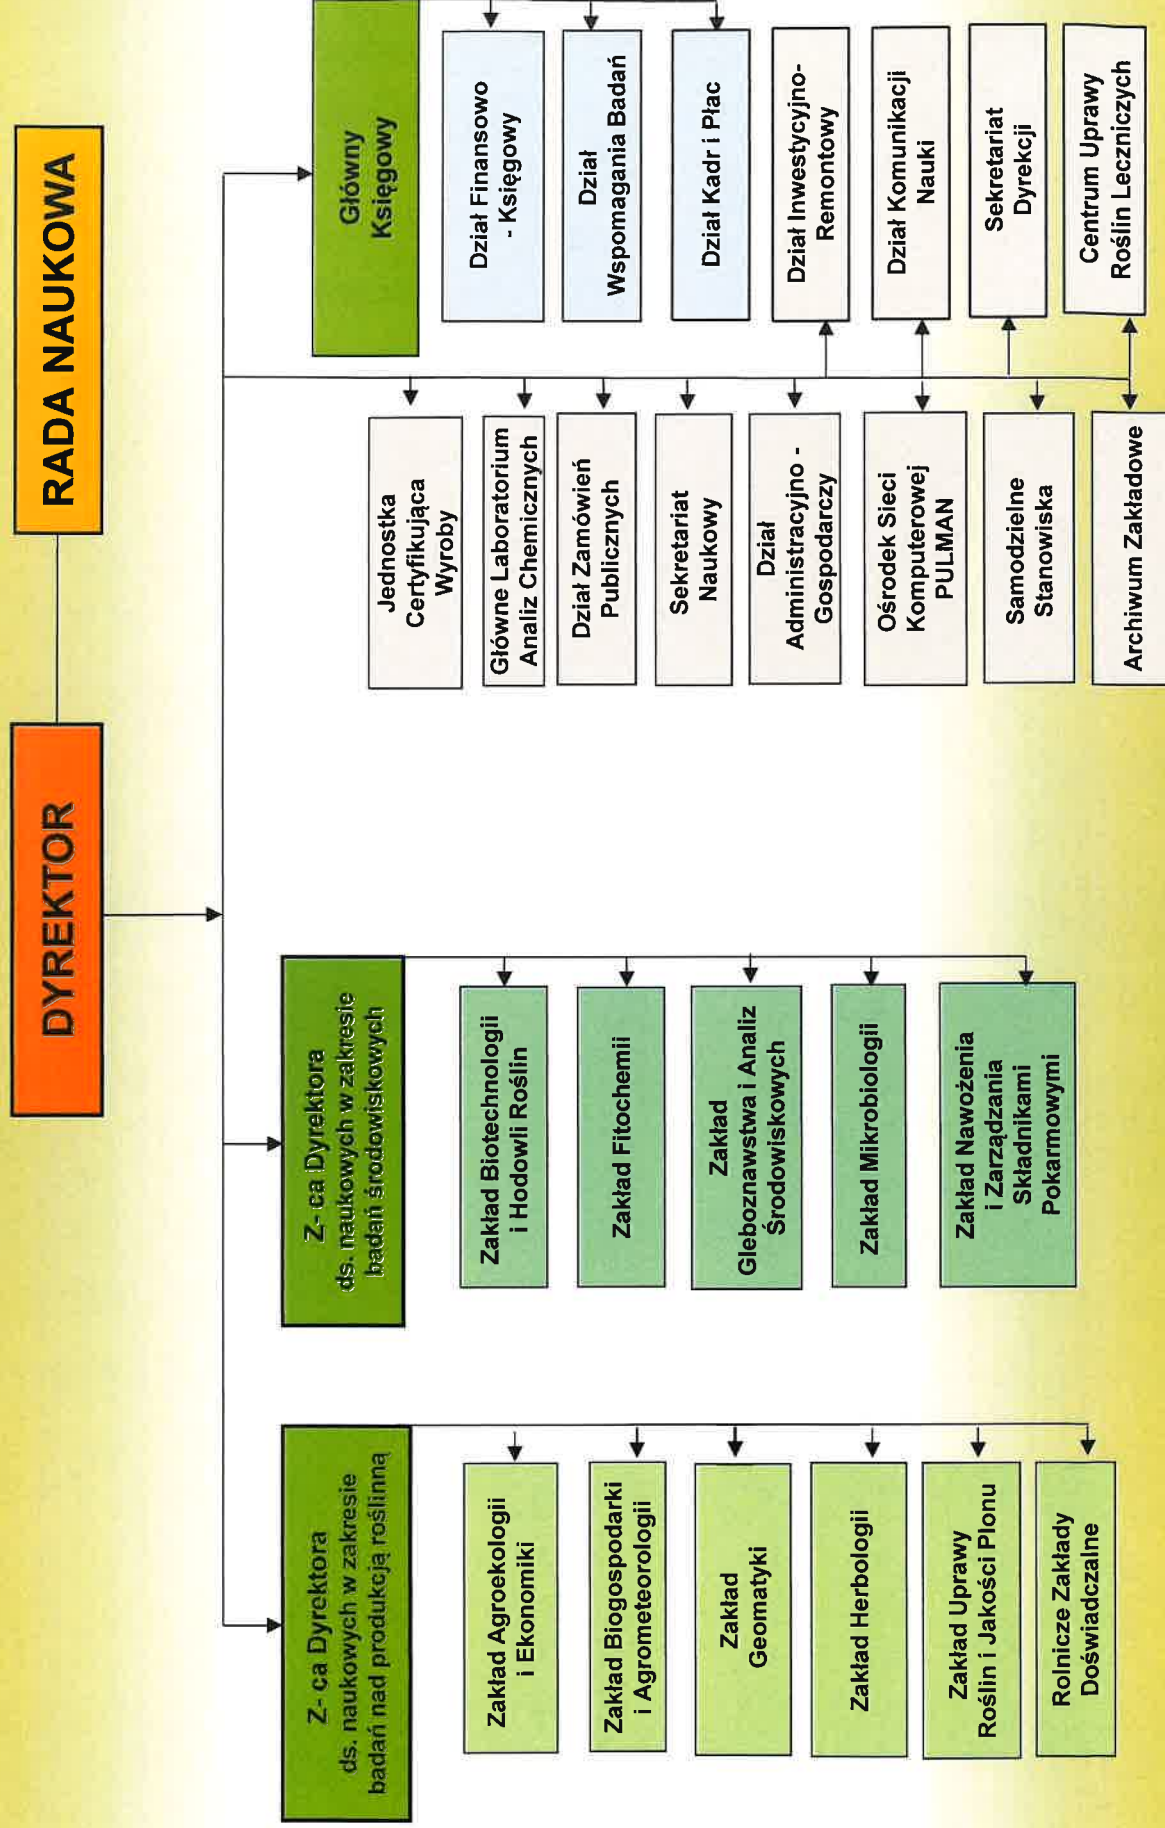 DYREKTOR
RADA NAUKOWA
Z- ca Dyrektora
ds. naukowych w zakresie
badań nad produkcją roślinną
Zakład Agroekologii
i Ekonomiki
Zakład Biogospodarki
i Agrometeorologii
Zakład
Geomatyki
Zakład Herbologii
Zakład Uprawy
Roślin i Jakości Plonu
Rolnicze Zakłady
Doświadczalne
Z- ca Dyrektora
ds. naukowych w zakresie
badań środowiskowych
Zakład Biotechnologii
i Hodowli Roślin
Zakład Fitochemii
Zakład
Gleboznawstwa i Analiz
Środowiskowych
Zakład Mikrobiologii
Zakład Nawożenia
i Zarządzania
Składnikami
Pokarmowymi
Jednostka
Certyfikująca
Wyroby
Główne Laboratorium
Analiz Chemicznych
Dział Zamówień
Publicznych
Sekretariat
Naukowy
Dział
Administracyjno -
Gospodarczy
Ośrodek Sieci
Komputerowej
PULMAN
Samodzielne
Stanowiska
Archiwum Zakładowe
Główny
Księgowy
Dział Finansowo
- Księgowy
Dział
Wspomagania Badań
Dział Kadr i Płac
Dział Inwestycyjno-
Remontowy
Dział Komunikacji
Nauki
Sekretariat
Dyrekcji
Centrum Uprawy
Roślin Leczniczych